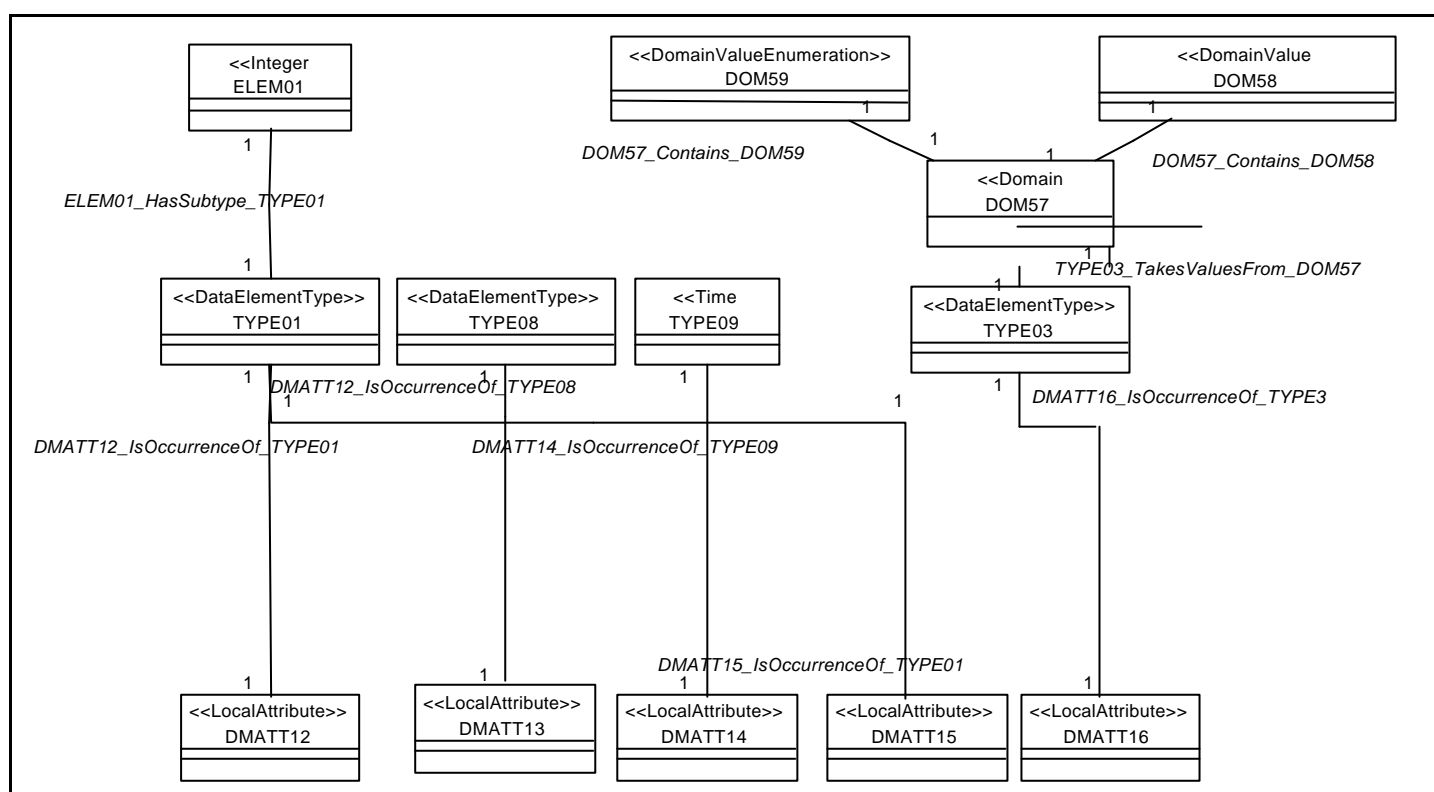 <<Integer
ELEM01
<<DomainValueEnumeration>>
DOM59
<<DomainValue
DOM58
1
1
1
1
1
DOM57_Contains_DOM59
DOM57_Contains_DOM58
<<Domain
DOM57
ELEM01_HasSubtype_TYPE01
1
1
TYPE03_TakesValuesFrom_DOM57
1
<<DataElementType>>
TYPE01
<<DataElementType>>
TYPE08
<<Time
TYPE09
<<DataElementType>>
TYPE03
1
DMATT12_IsOccurrenceOf_TYPE08
1
1
1
DMATT16_IsOccurrenceOf_TYPE3
1
1
DMATT12_IsOccurrenceOf_TYPE01
DMATT14_IsOccurrenceOf_TYPE09
DMATT15_IsOccurrenceOf_TYPE01
1
1
1
1
<<LocalAttribute>>
DMATT12
<<LocalAttribute>>
DMATT13
<<LocalAttribute>>
DMATT14
<<LocalAttribute>>
DMATT15
<<LocalAttribute>>
DMATT16